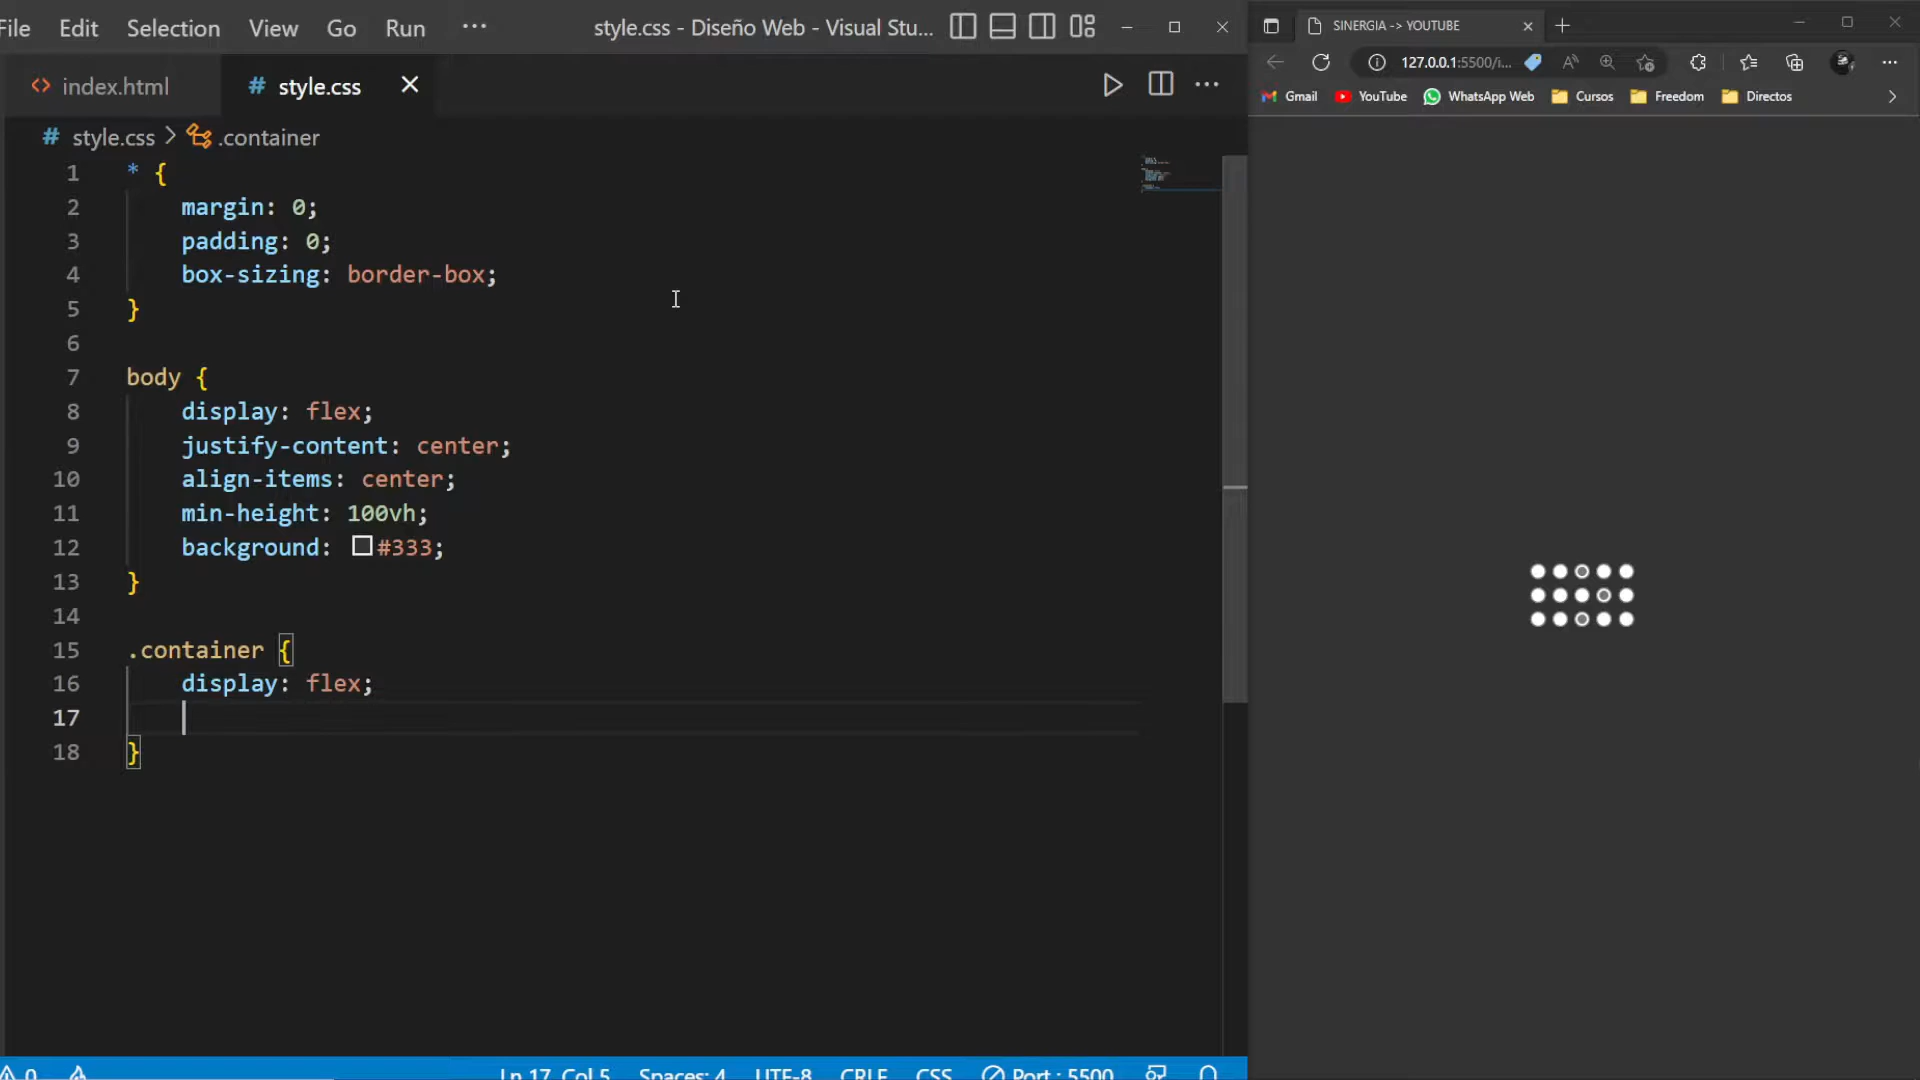 File Edit Selection View Go Run ··· style.css - Diseño Web - Visual Stu...
index.html # style.css
# style.css > .container
1 * {
2 margin: 0;
3 padding: 0;
4 box-sizing: border-box;
5 }
6
7 body {
8 display: flex;
9 justify-content: center;
10 align-items: center;
11 min-height: 100vh;
12 background: #333;
13 }
14
15 .container {
16 display: flex;
17
18 }
0 Ln 17, Col 5 Spaces: 4 UTF-8 CRLF CSS Port : 5500
SINERGIA -> YOUTUBE
127.0.0.1:5500/i...
Gmail YouTube WhatsApp Web Cursos Freedom Directos